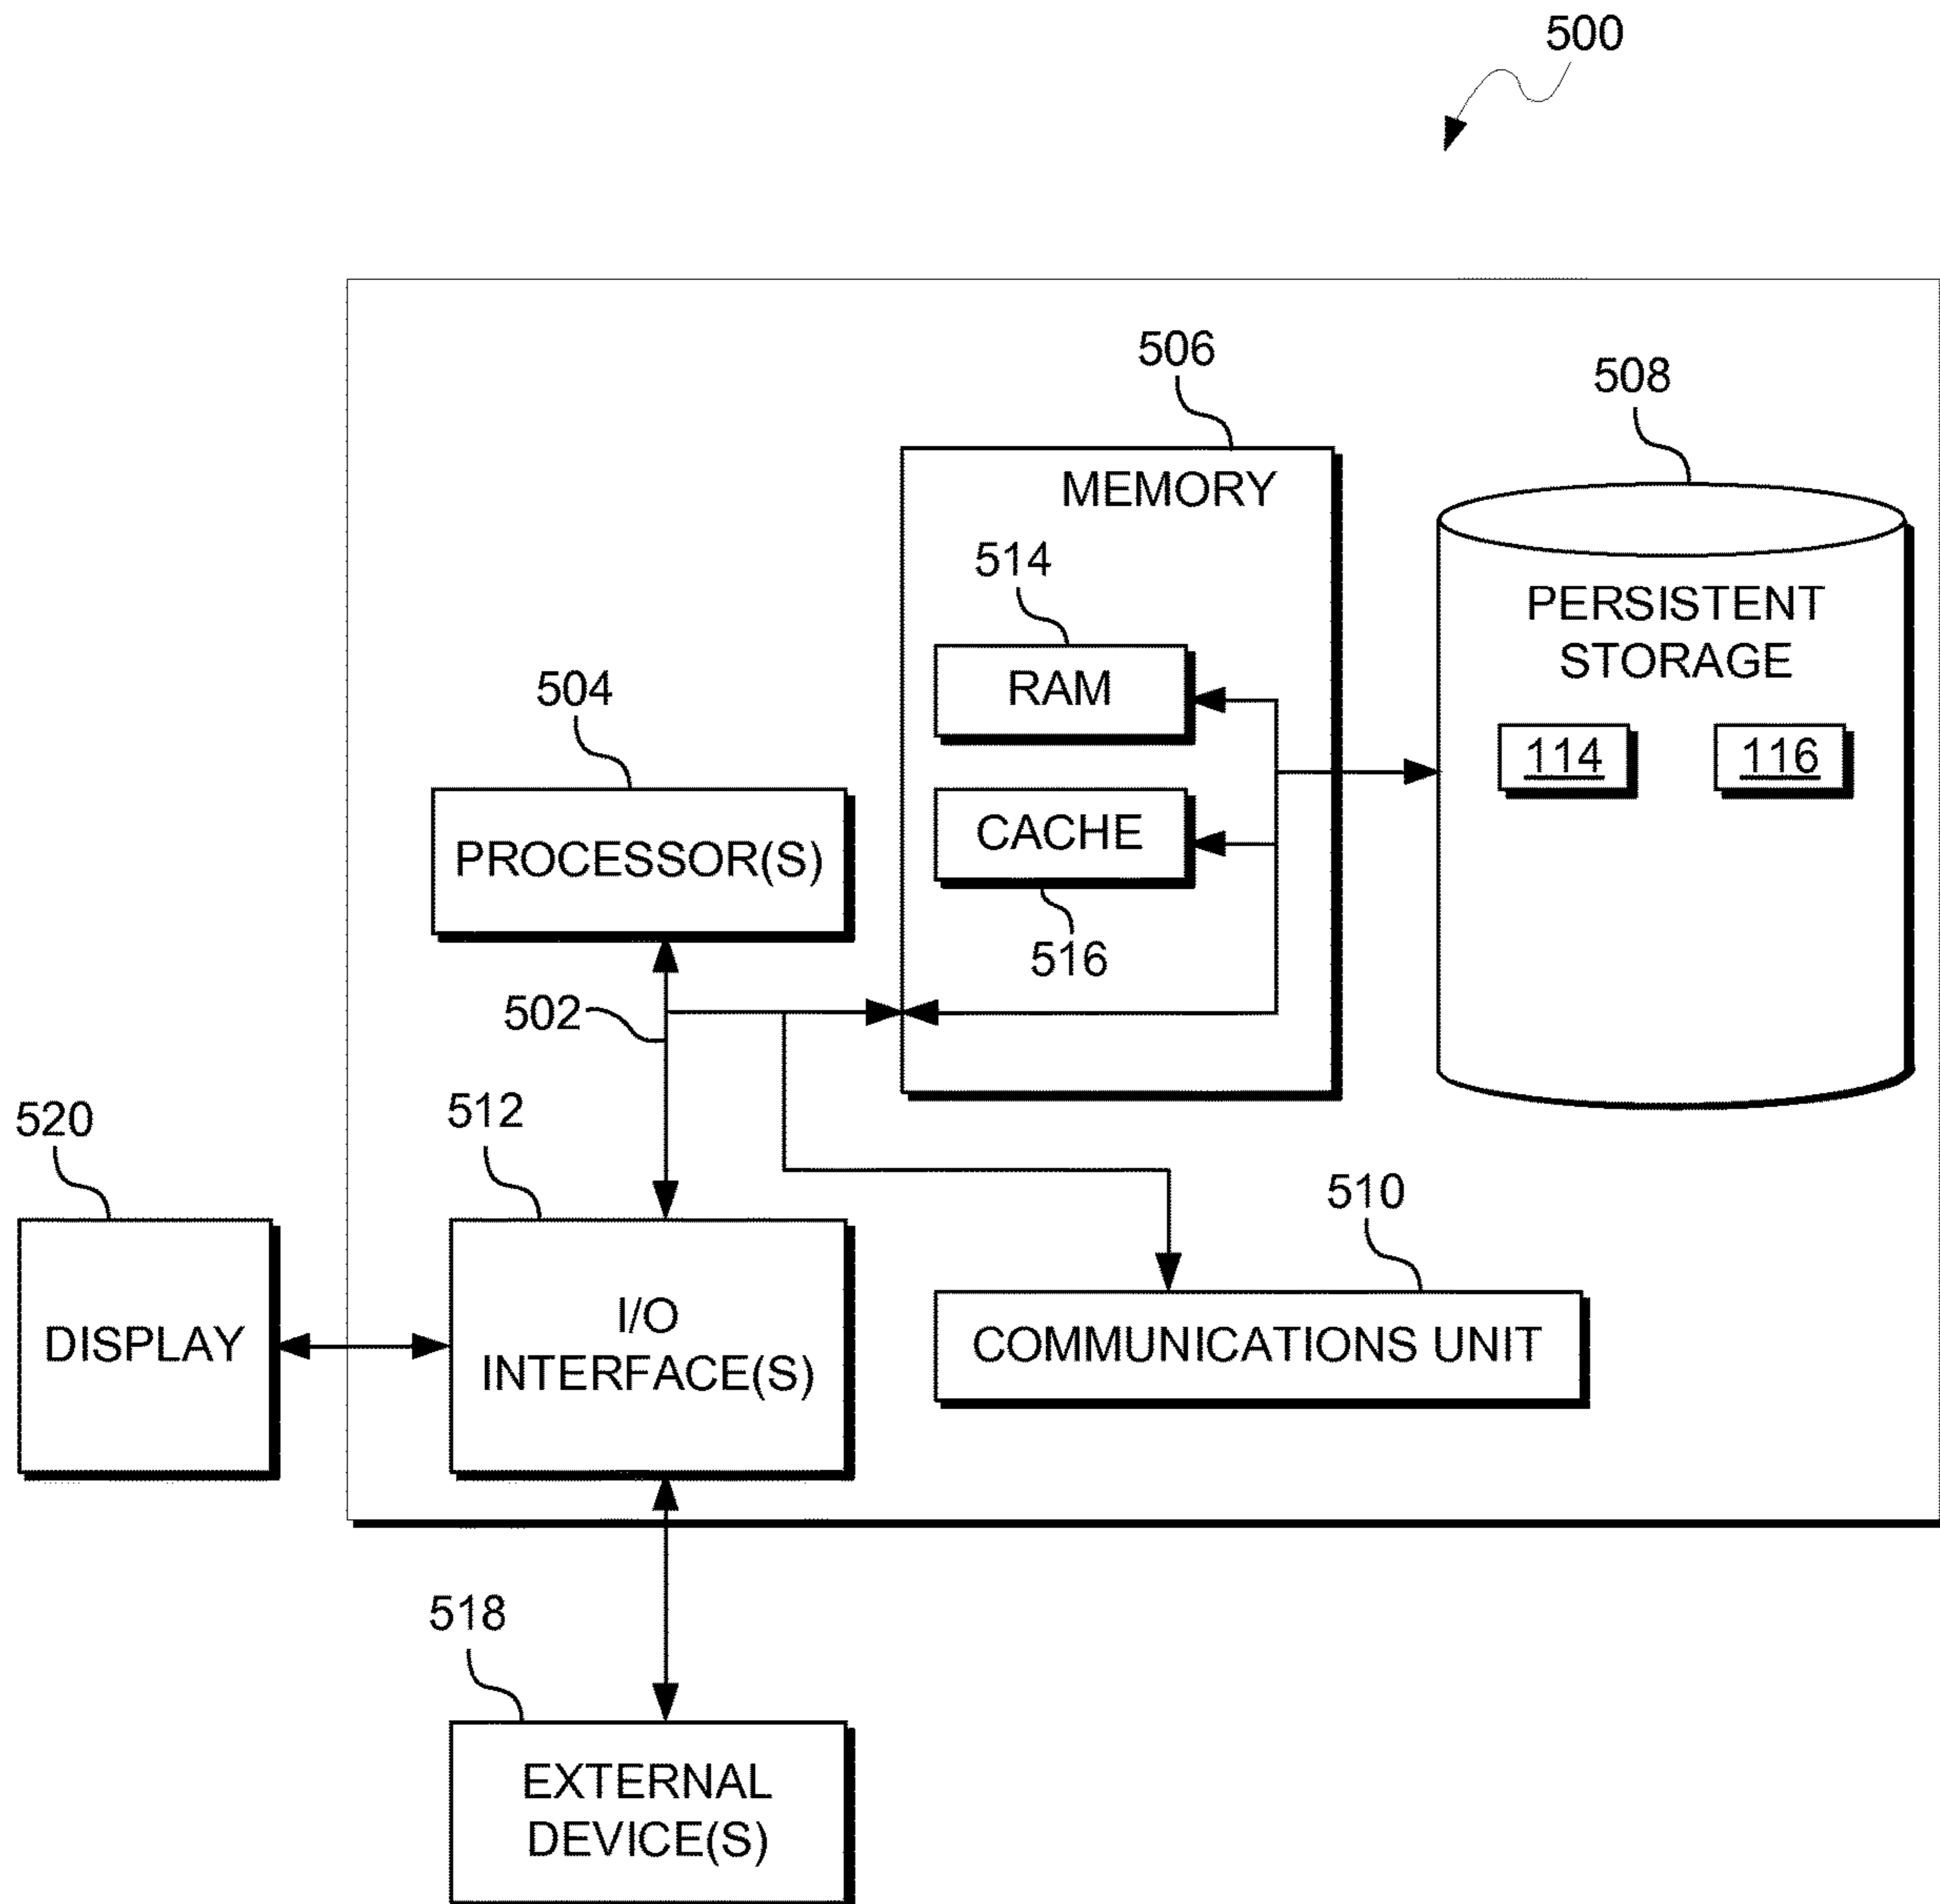 500
506
508
MEMORY
514
PERSISTENT
STORAGE
RAM
504
114
116
CACHE
PROCESSOR(S)
516
502
520
512
510
I/O
INTERFACE(S)
DISPLAY
COMMUNICATIONS UNIT
518
EXTERNAL
DEVICE(S)